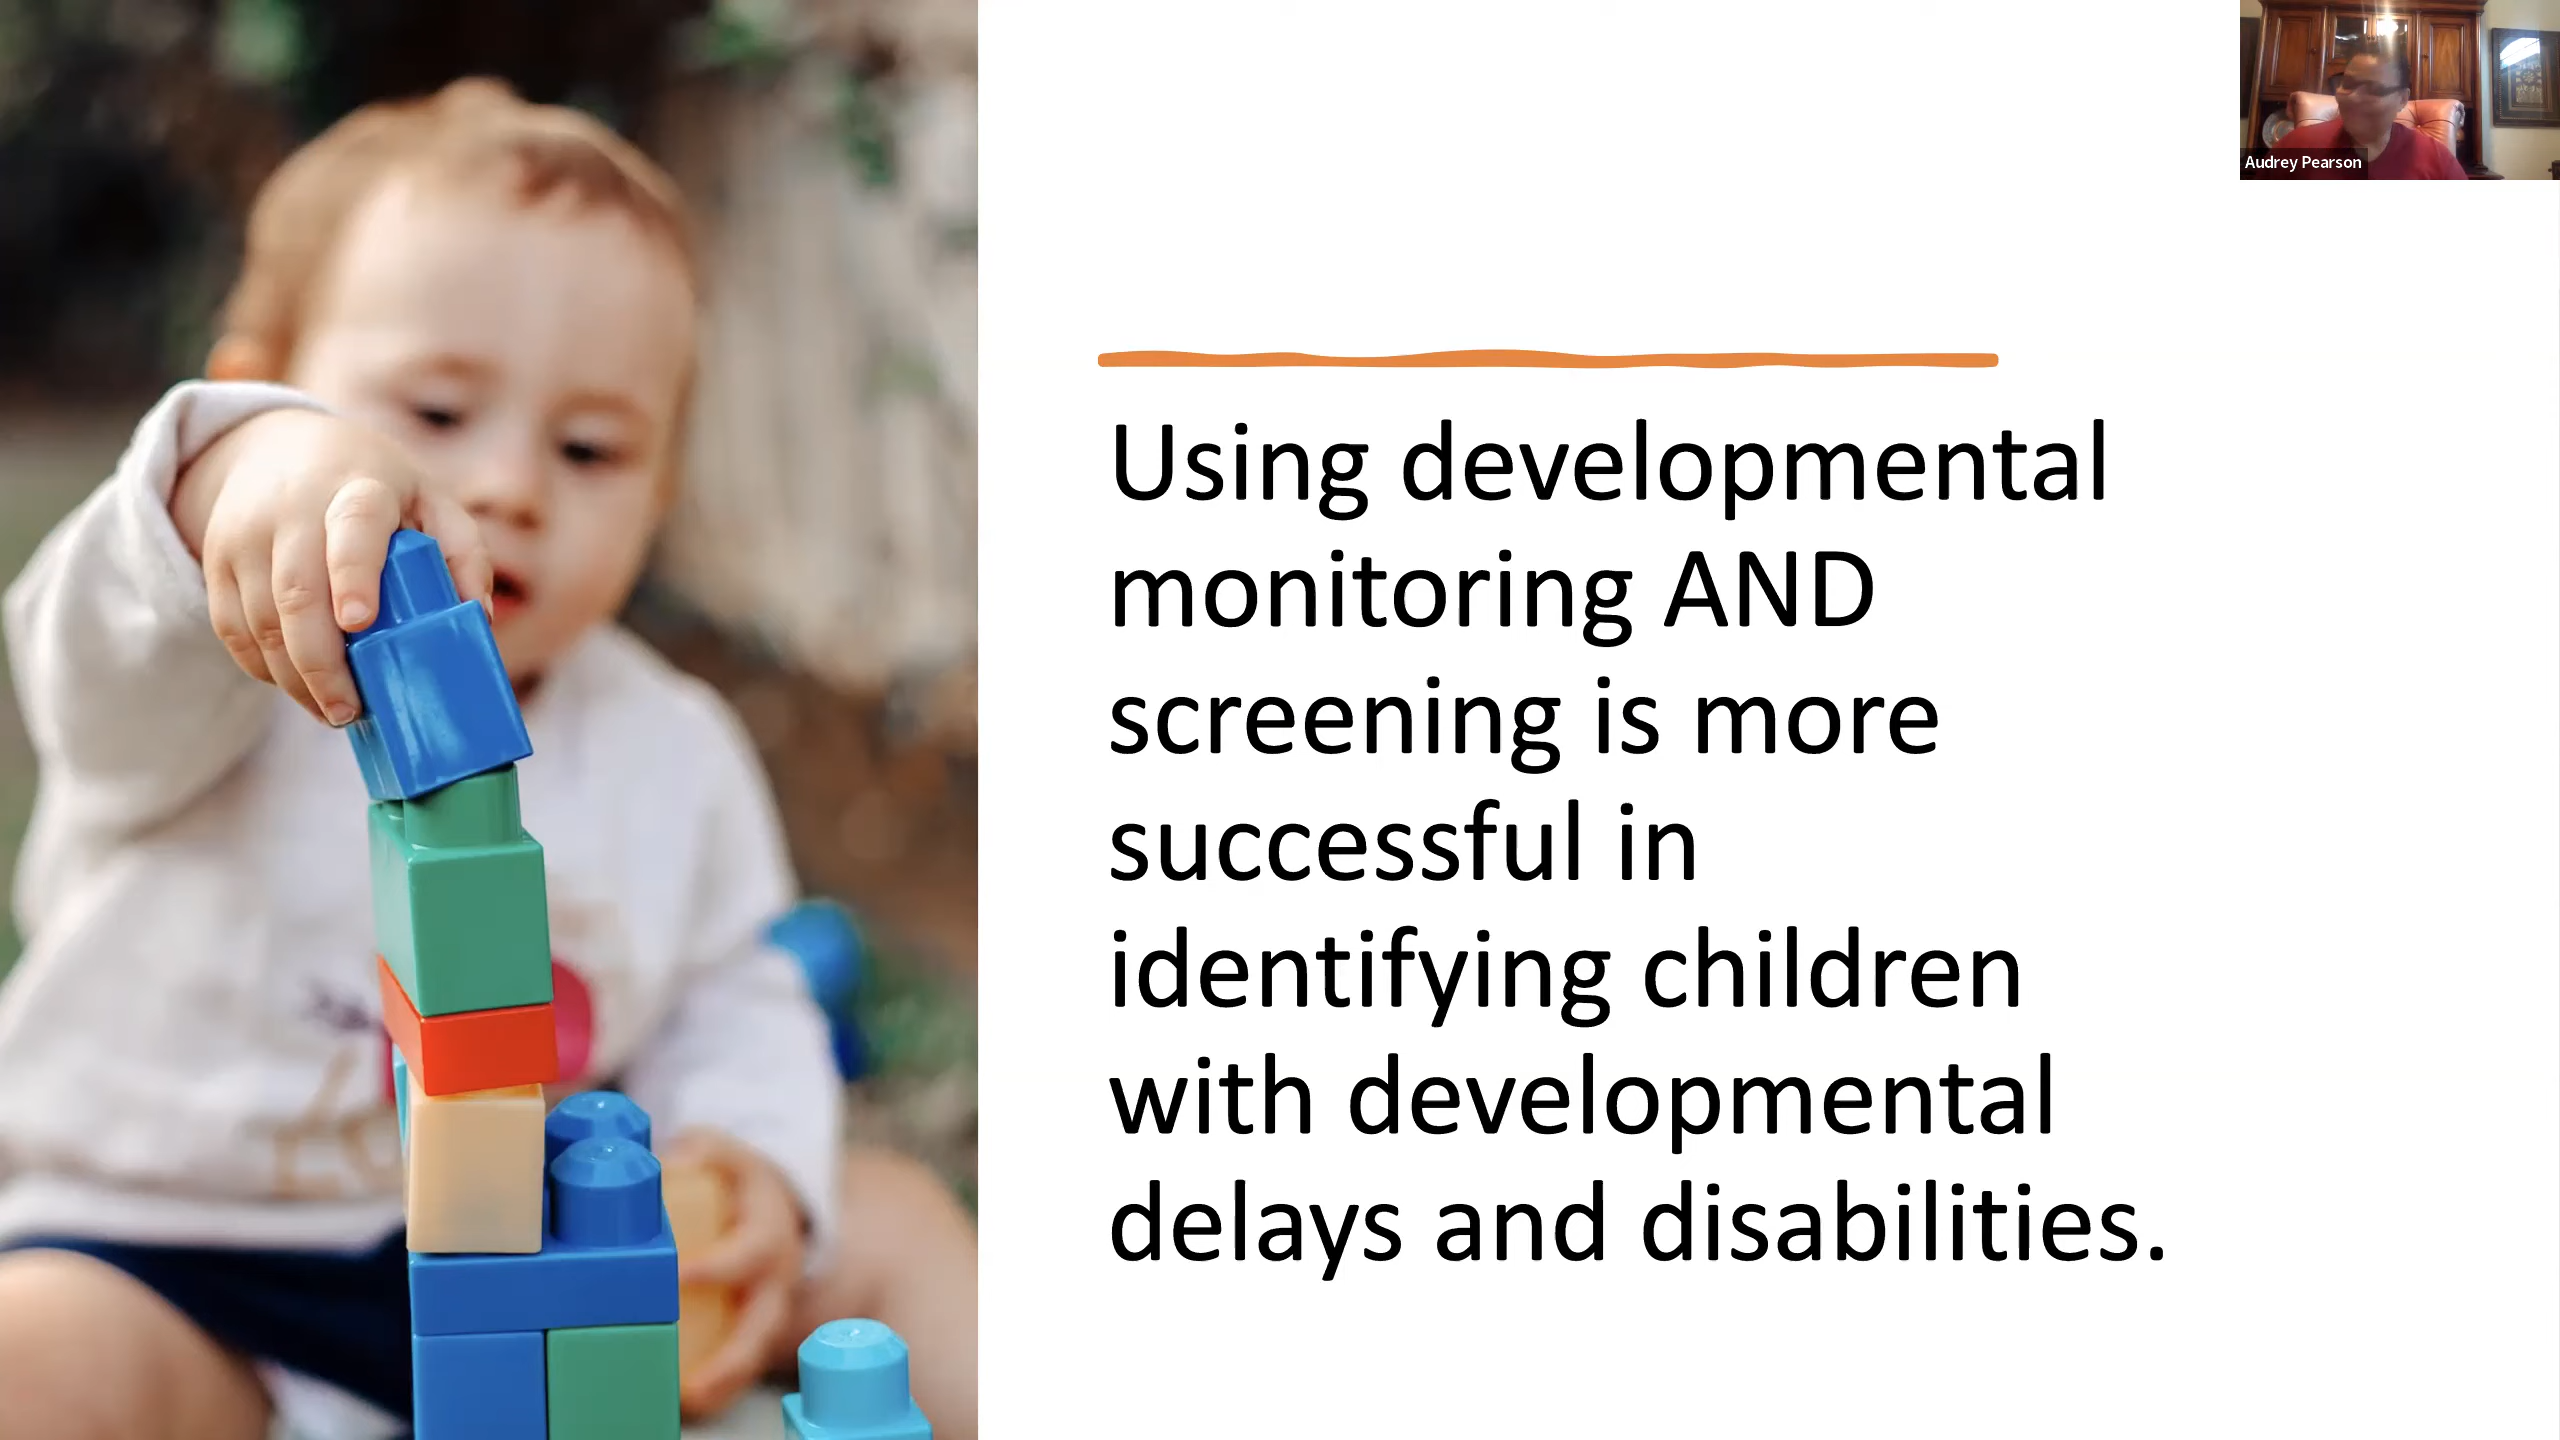 Audrey Pearson
Using developmental
monitoring AND
screening is more
successful in
identifying children
with developmental
delays and disabilities.